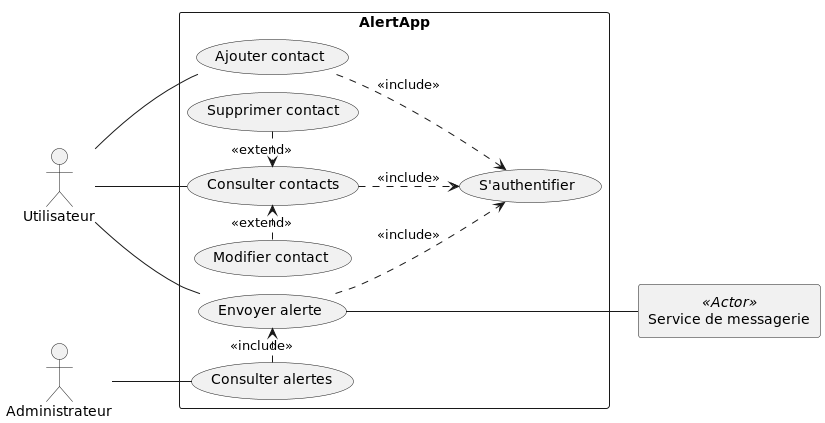 AlertApp
Ajouter contact
«include»
Supprimer contact
«extend»
Consulter contacts
«include»
S'authentifier
Utilisateur
«extend»
Modifier contact
«include»
Envoyer alerte
«Actor»
Service de messagerie
«include»
Consulter alertes
Administrateur